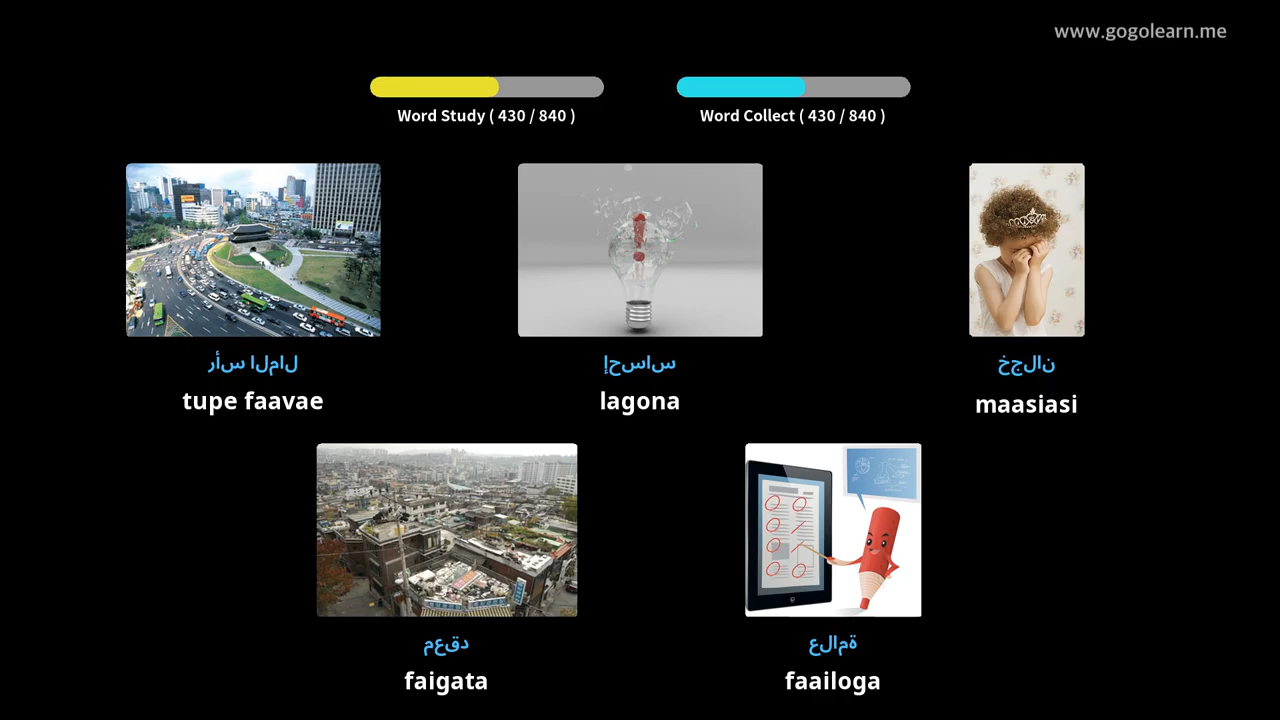 www.gogolearn.me
Word Study ( 430 / 840 )
Word Collect ( 430 / 840 )
رأس المال
إحساس
خجلان
tupe faavae
lagona
maasiasi
معقد
علامة
faigata
faailoga